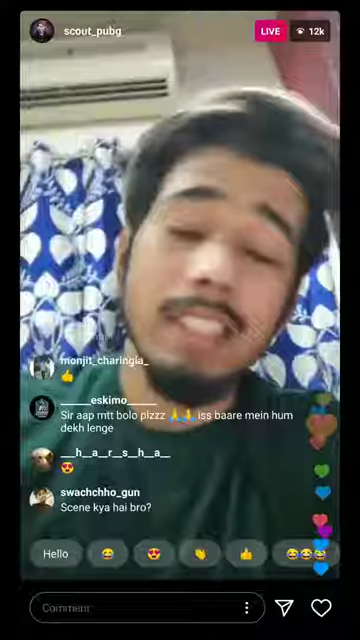 scout_pubg
LIVE
12k
monjit_charingia_
👍
______eskimo______
Sir aap mtt bolo plzzz 🙏🙏 iss baare mein hum
dekh lenge
__h__a__r__s__h__a__
😍
swachchho_gun
Scene kya hai bro?
Hello 😂 😍 👏 👍 😂😂😂
Comment